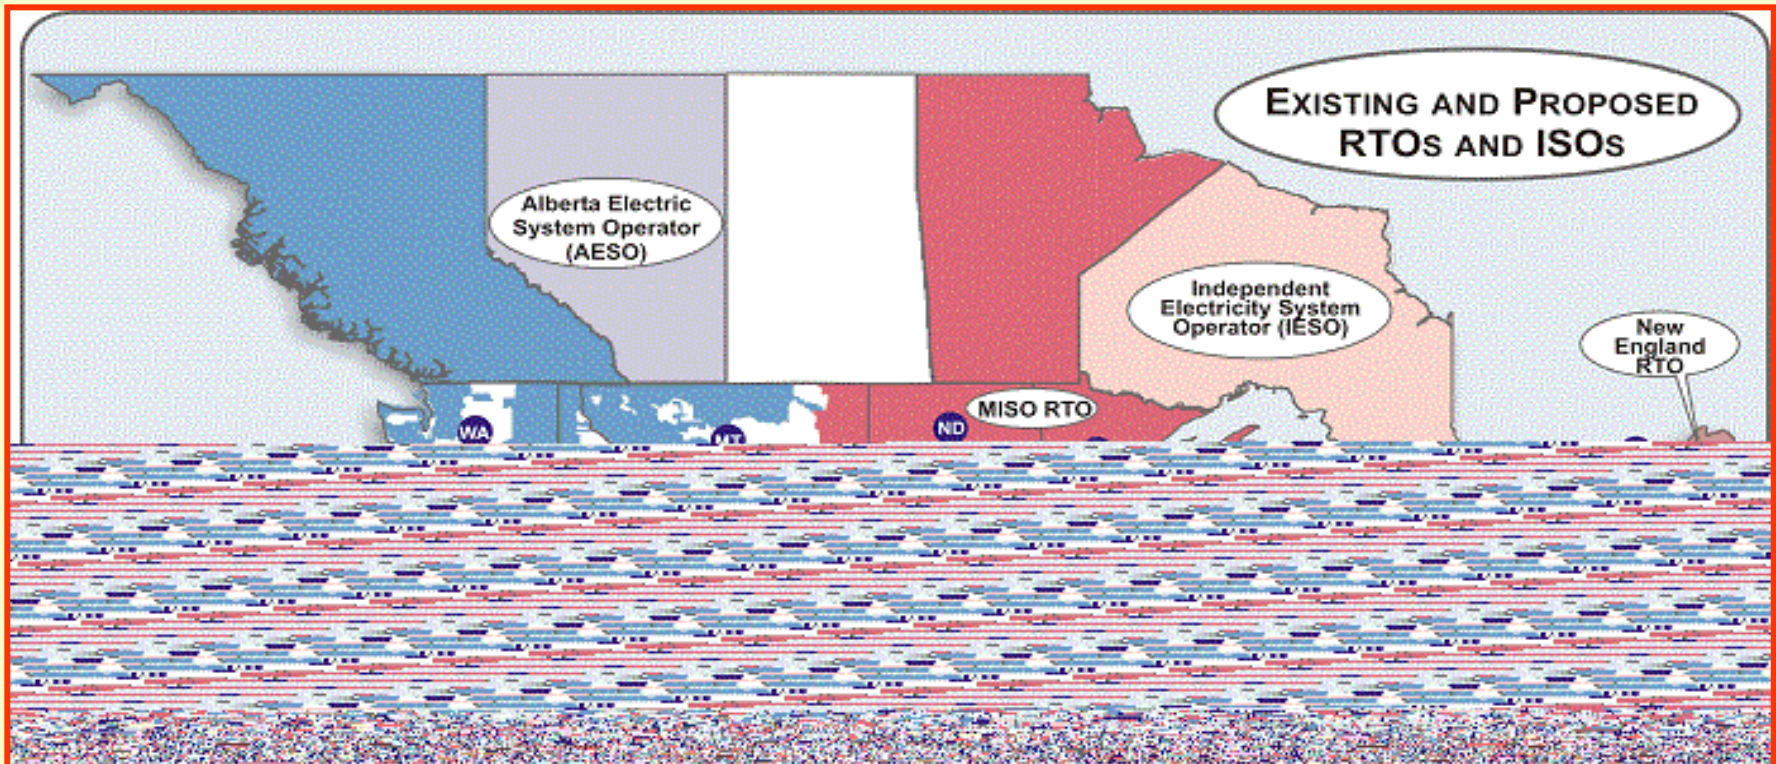 EXISTING AND PROPOSED
RTOS AND ISOS
Alberta Electric
System Operator
(AESO)
Independent
Electricity System
Operator (IESO)
New
England
RTO
MISO RTO
WA
MT
ND